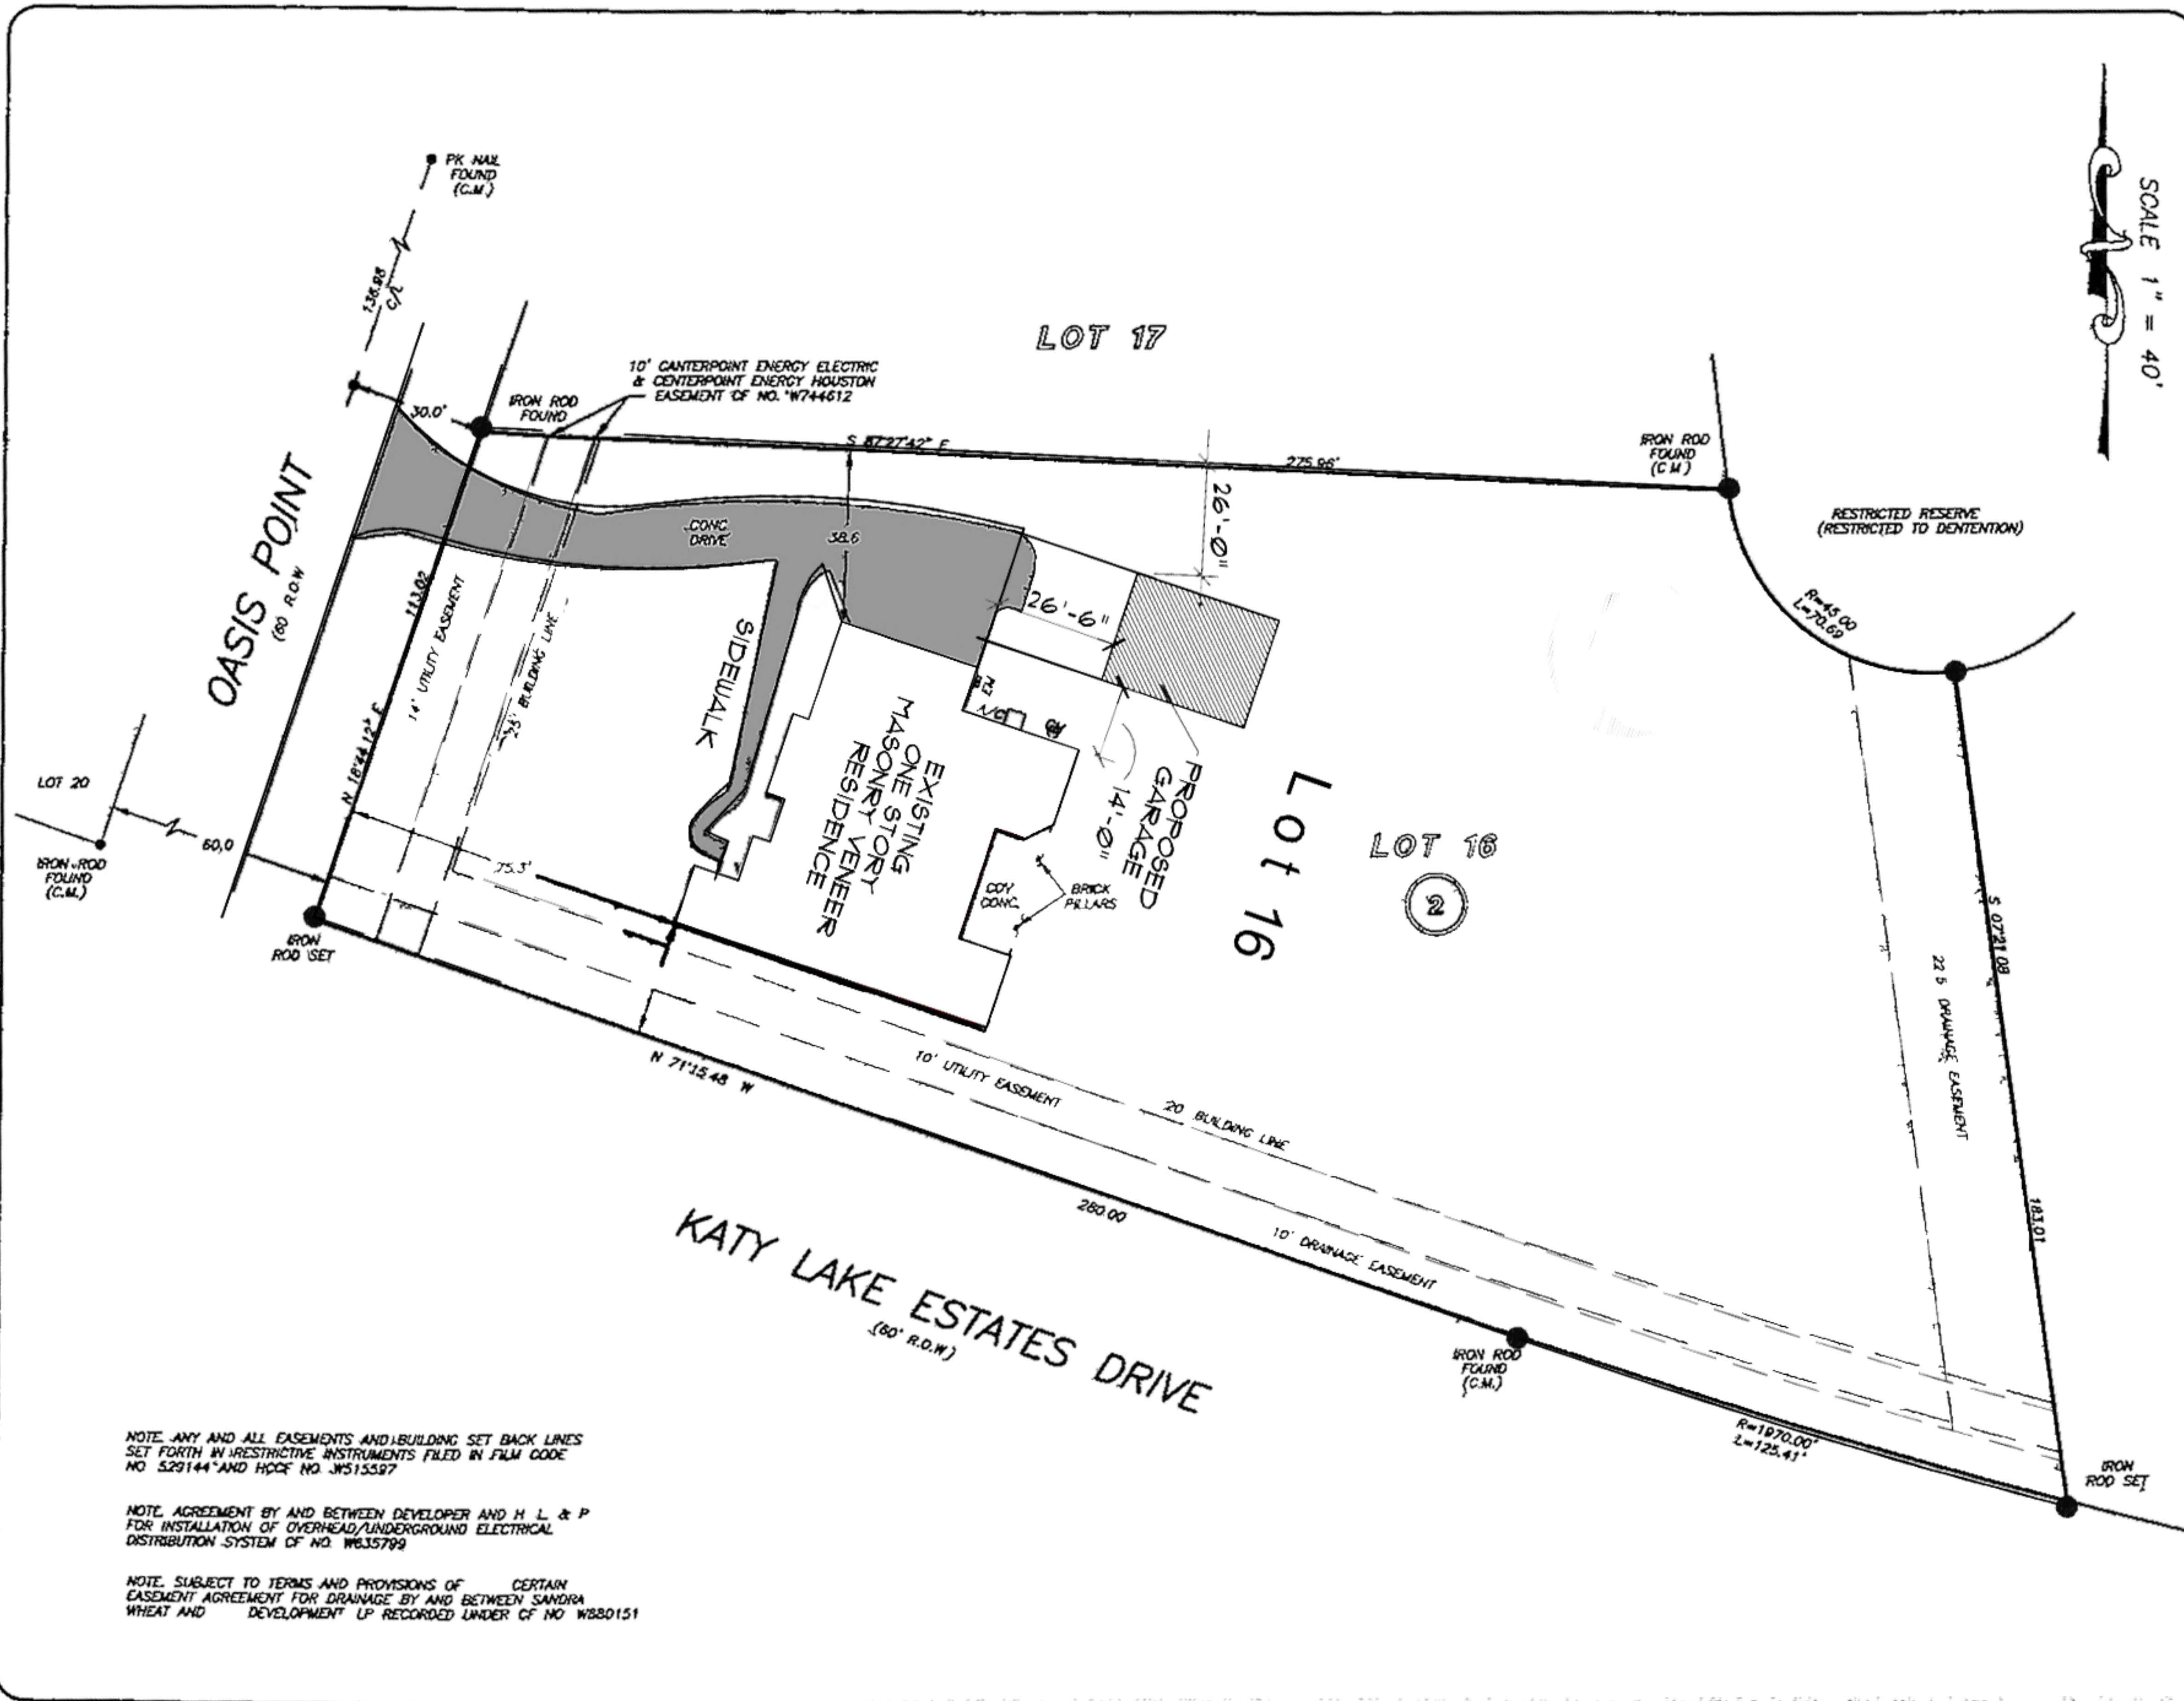 SCALE 1" = 40'
PK NAIL
FOUND
(C.M.)
136.98
C/L
LOT 17
10' CANTERPOINT ENERGY ELECTRIC
& CENTERPOINT ENERGY HOUSTON
EASEMENT CF NO. W744612
30.0'
IRON ROD
FOUND
S 87°27'42" E
275.96'
IRON ROD
FOUND
(C.M)
RESTRICTED RESERVE
(RESTRICTED TO DENTENTION)
R=45.00
L=70.69
26'-0"
CONC
DRIVE
38.6
26'-6"
OASIS POINT
(60 R.O.W
113.02
N 18°44'12" E
14' UTILITY EASEMENT
25' BUILDING LINE
SIDEWALK
EXISTING
ONE STORY
MASONRY VENEER
RESIDENCE
PROPOSED
GARAGE
14'-0"
Lot 16
LOT 16
2
LOT 20
IRON ROD
FOUND
(C.M.)
60.0
IRON
ROD SET
COV
CONC.
BRICK
PILLARS
S 07°21 08
22 5 DRAINAGE EASEMENT
183.01
N 71°15 48 W
10' UTILITY EASEMENT
20 BUILDING LINE
280.00
10' DRAINAGE EASEMENT
KATY LAKE ESTATES DRIVE
(60' R.O.W)
IRON ROD
FOUND
(C.M.)
R=1970.00'
L=125.41'
IRON
ROD SET
NOTE ANY AND ALL EASEMENTS AND BUILDING SET BACK LINES
SET FORTH IN RESTRICTIVE INSTRUMENTS FILED IN FILM CODE
NO 529144 AND HCCF NO. W515597
NOTE. AGREEMENT BY AND BETWEEN DEVELOPER AND H L & P
FOR INSTALLATION OF OVERHEAD/UNDERGROUND ELECTRICAL
DISTRIBUTION SYSTEM CF NO. W635799
NOTE. SUBJECT TO TERMS AND PROVISIONS OF CERTAIN
EASEMENT AGREEMENT FOR DRAINAGE BY AND BETWEEN SANDRA
WHEAT AND DEVELOPMENT LP RECORDED UNDER CF NO W880151